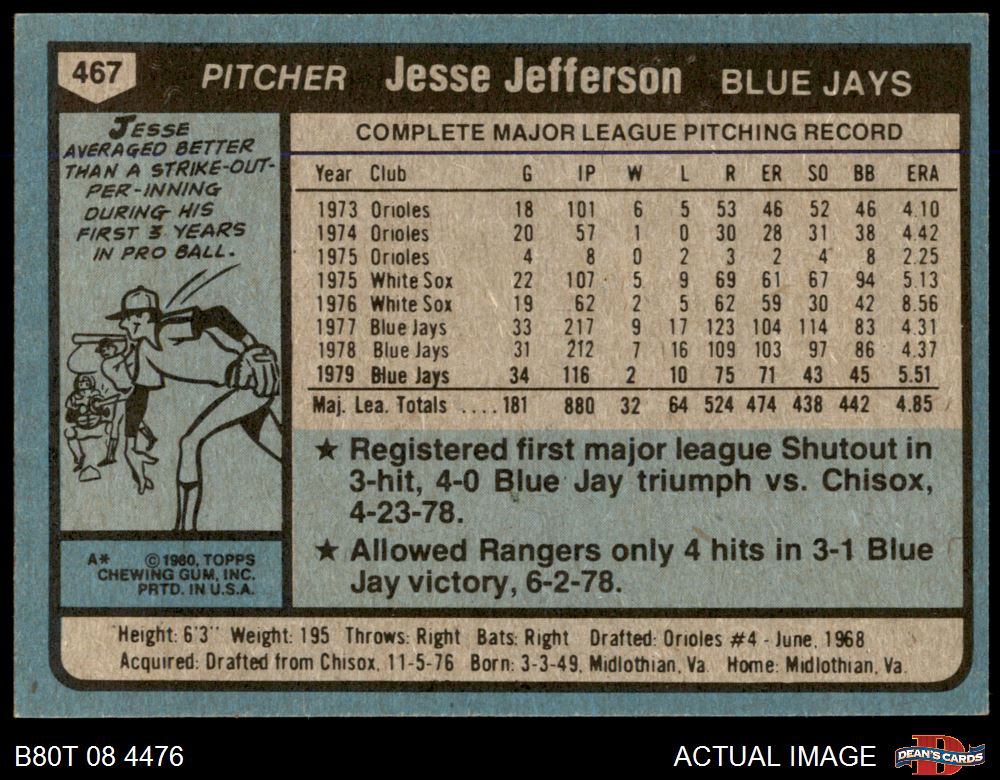 467 PITCHER Jesse Jefferson BLUE JAYS
JESSE
AVERAGED BETTER
THAN A STRIKE-OUT-
PER-INNING
DURING HIS
FIRST 3 YEARS
IN PRO BALL.
COMPLETE MAJOR LEAGUE PITCHING RECORD
Year Club G IP W L R ER SO BB ERA
1973 Orioles 18 101 6 5 53 46 52 46 4.10
1974 Orioles 20 57 1 0 30 28 31 38 4.42
1975 Orioles 4 8 0 2 3 2 4 8 2.25
1975 White Sox 22 107 5 9 69 61 67 94 5.13
1976 White Sox 19 62 2 5 62 59 30 42 8.56
1977 Blue Jays 33 217 9 17 123 104 114 83 4.31
1978 Blue Jays 31 212 7 16 109 103 97 86 4.37
1979 Blue Jays 34 116 2 10 75 71 43 45 5.51
Maj. Lea. Totals ....181 880 32 64 524 474 438 442 4.85
★ Registered first major league Shutout in
3-hit, 4-0 Blue Jay triumph vs. Chisox,
4-23-78.
★ Allowed Rangers only 4 hits in 3-1 Blue
Jay victory, 6-2-78.
A* © 1980, TOPPS
CHEWING GUM, INC.
PRTD. IN U.S.A.
Height: 6'3" Weight: 195 Throws: Right Bats: Right Drafted: Orioles #4 - June, 1968
Acquired: Drafted from Chisox, 11-5-76 Born: 3-3-49, Midlothian, Va. Home: Midlothian, Va.
B80T 08 4476 ACTUAL IMAGE DEAN'S CARDS